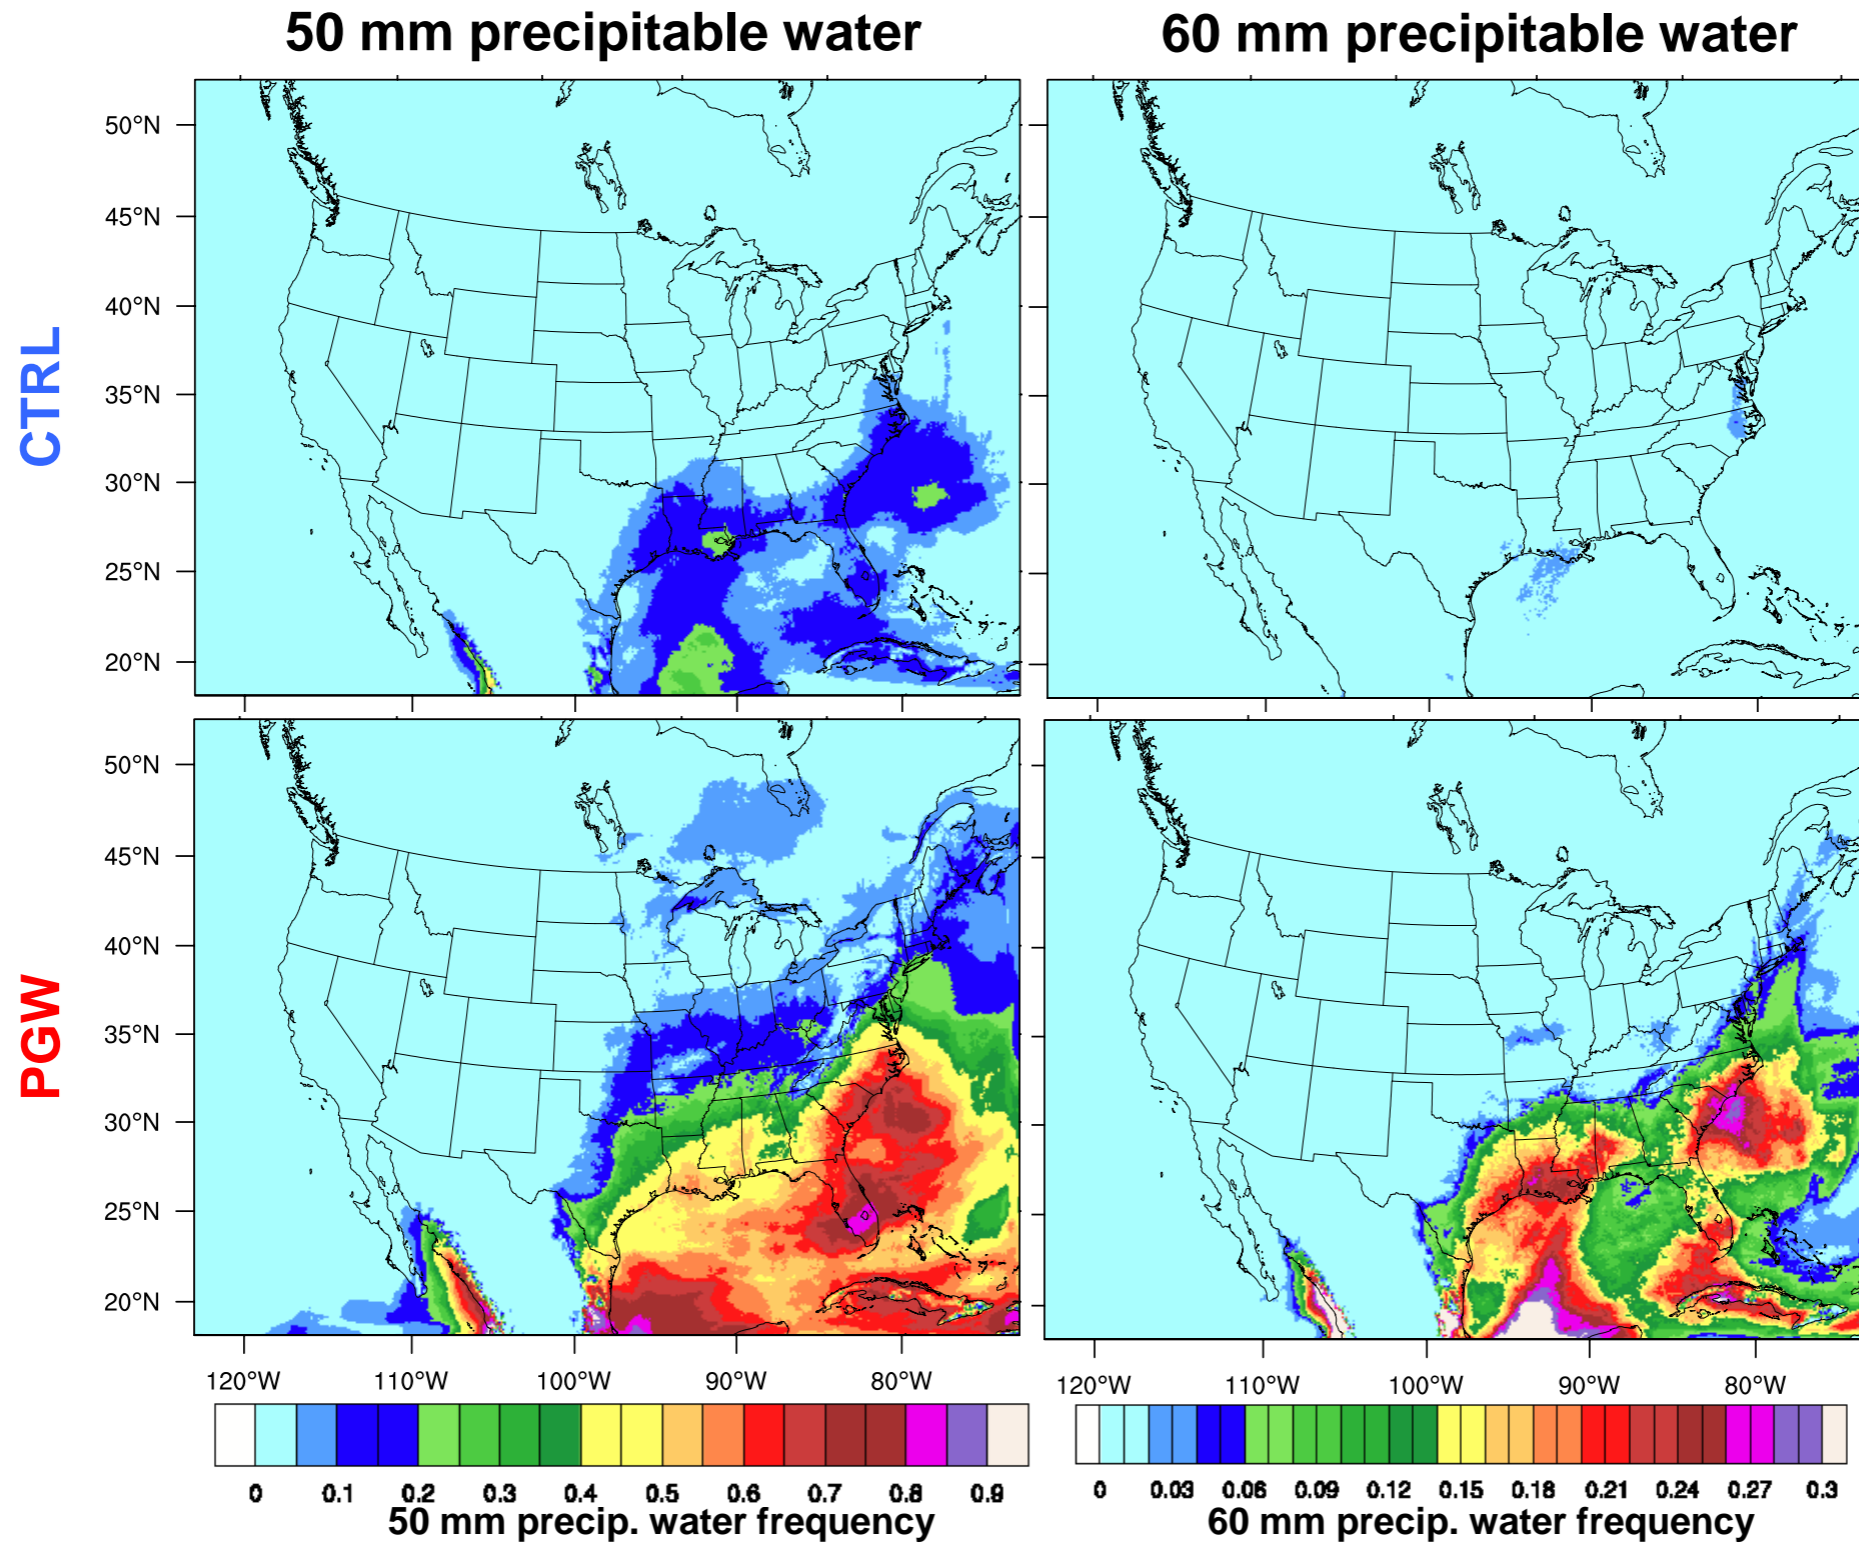 50 mm precipitable water 60 mm precipitable water
CTRL
50°N
45°N
40°N
35°N
30°N
25°N
20°N
PGW
50°N
45°N
40°N
35°N
30°N
25°N
20°N
120°W 110°W 100°W 90°W 80°W 120°W 110°W 100°W 90°W 80°W
0 0.1 0.2 0.3 0.4 0.5 0.6 0.7 0.8 0.9
50 mm precip. water frequency
0 0.03 0.06 0.09 0.12 0.15 0.18 0.21 0.24 0.27 0.3
60 mm precip. water frequency